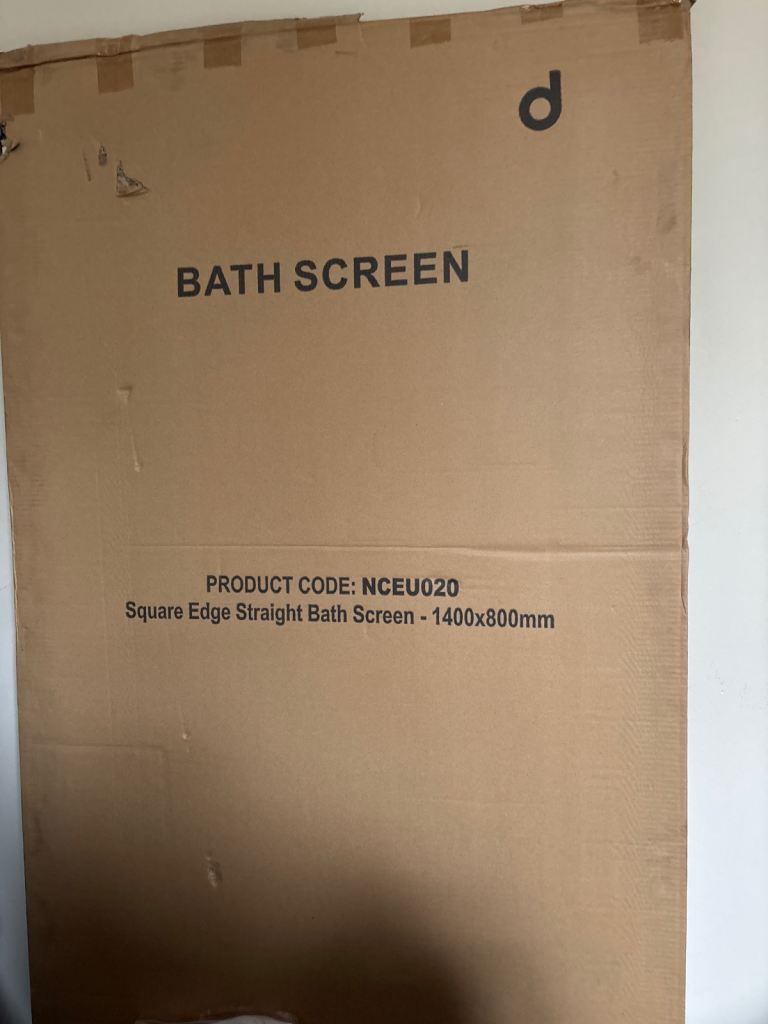 d
BATH SCREEN
PRODUCT CODE: NCEU020
Square Edge Straight Bath Screen - 1400x800mm